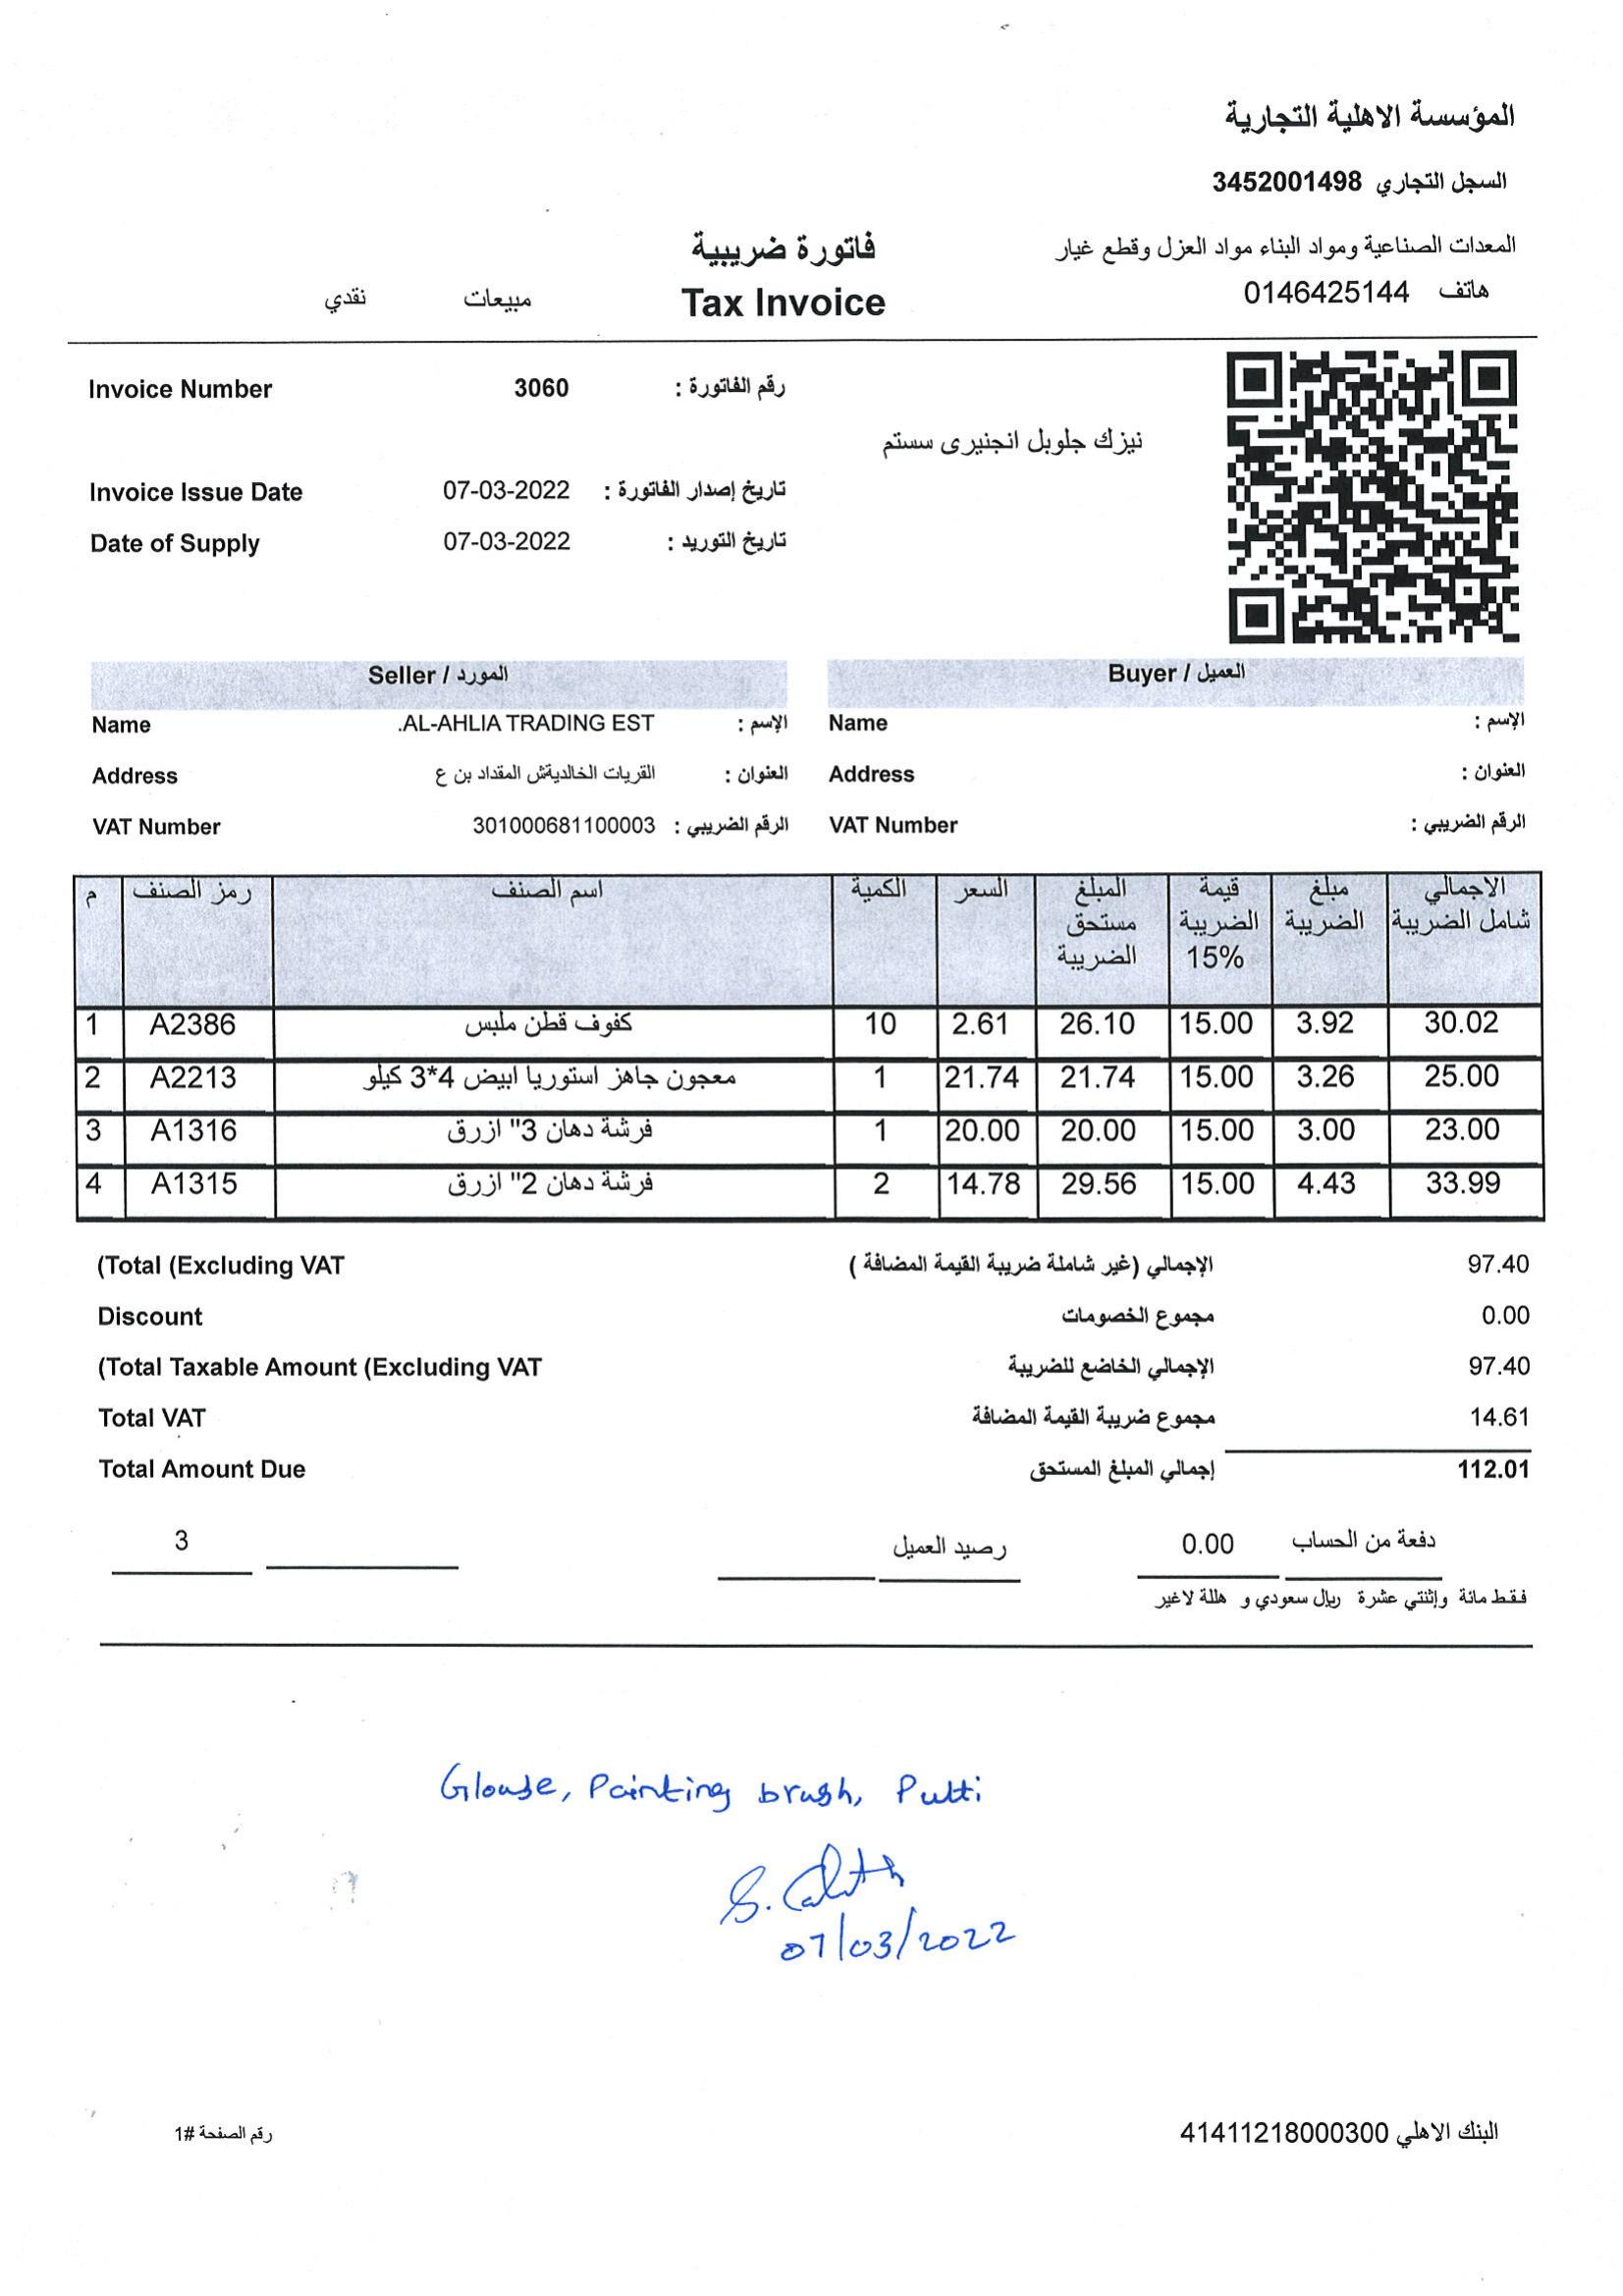 المؤسسة الاهلية التجارية
السجل التجاري 3452001498
المعدات الصناعية ومواد البناء مواد العزل وقطع غيار
هاتف 0146425144
فاتورة ضريبية
Tax Invoice
مبيعات نقدي
Invoice Number 3060 رقم الفاتورة :
نيزك جلوبل انجنيرى سستم
Invoice Issue Date 07-03-2022 تاريخ إصدار الفاتورة :
Date of Supply 07-03-2022 تاريخ التوريد :
Seller / المورد
Name .AL-AHLIA TRADING EST الإسم :
Address القريات الخالديةش المقداد بن ع العنوان :
VAT Number 301000681100003 الرقم الضريبي :
Buyer / العميل
Name الإسم :
Address العنوان :
VAT Number الرقم الضريبي :
م رمز الصنف اسم الصنف الكمية السعر المبلغ مستحق الضريبة قيمة الضريبة 15% مبلغ الضريبة الاجمالي شامل الضريبة
1 A2386 كفوف قطن ملبس 10 2.61 26.10 15.00 3.92 30.02
2 A2213 معجون جاهز استوريا ابيض 4*3 كيلو 1 21.74 21.74 15.00 3.26 25.00
3 A1316 فرشة دهان 3" ازرق 1 20.00 20.00 15.00 3.00 23.00
4 A1315 فرشة دهان 2" ازرق 2 14.78 29.56 15.00 4.43 33.99
(Total (Excluding VAT الإجمالي (غير شاملة ضريبة القيمة المضافة ) 97.40
Discount مجموع الخصومات 0.00
(Total Taxable Amount (Excluding VAT الإجمالي الخاضع للضريبة 97.40
Total VAT مجموع ضريبة القيمة المضافة 14.61
Total Amount Due إجمالي المبلغ المستحق 112.01
3 رصيد العميل 0.00 دفعة من الحساب
فقط مائة وإثنتي عشرة ريال سعودي و هللة لاغير
Glouse, Painting brush, Putti
07/03/2022
البنك الاهلي 41411218000300
رقم الصفحة #1